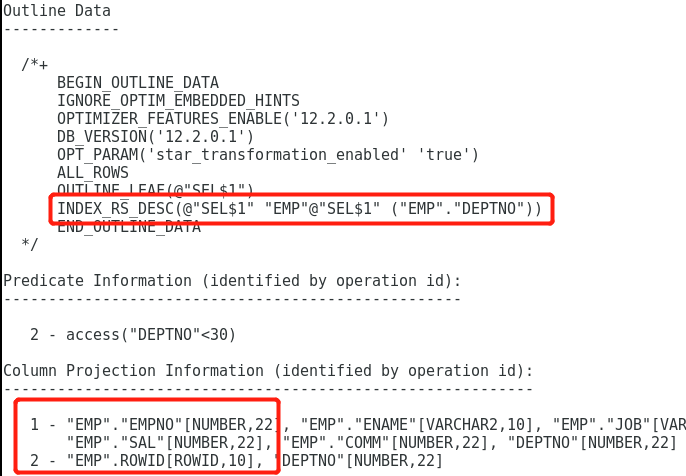 Outline Data
-------------
/*+
BEGIN_OUTLINE_DATA
IGNORE_OPTIM_EMBEDDED_HINTS
OPTIMIZER_FEATURES_ENABLE('12.2.0.1')
DB_VERSION('12.2.0.1')
OPT_PARAM('star_transformation_enabled' 'true')
ALL_ROWS
OUTLINE_LEAF(@"SEL$1")
INDEX_RS_DESC(@"SEL$1" "EMP"@"SEL$1" ("EMP"."DEPTNO"))
END_OUTLINE_DATA
*/
Predicate Information (identified by operation id):
---------------------------------------------------
2 - access("DEPTNO"<30)
Column Projection Information (identified by operation id):
-----------------------------------------------------------
1 - "EMP"."EMPNO"[NUMBER,22], "EMP"."ENAME"[VARCHAR2,10], "EMP"."JOB"[VAR
"EMP"."SAL"[NUMBER,22], "EMP"."COMM"[NUMBER,22], "DEPTNO"[NUMBER,22]
2 - "EMP".ROWID[ROWID,10], "DEPTNO"[NUMBER,22]